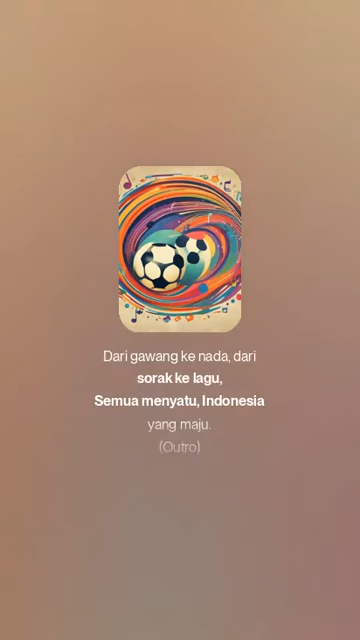 Dari gawang ke nada, dari
sorak ke lagu,
Semua menyatu, Indonesia
yang maju.
(Outro)